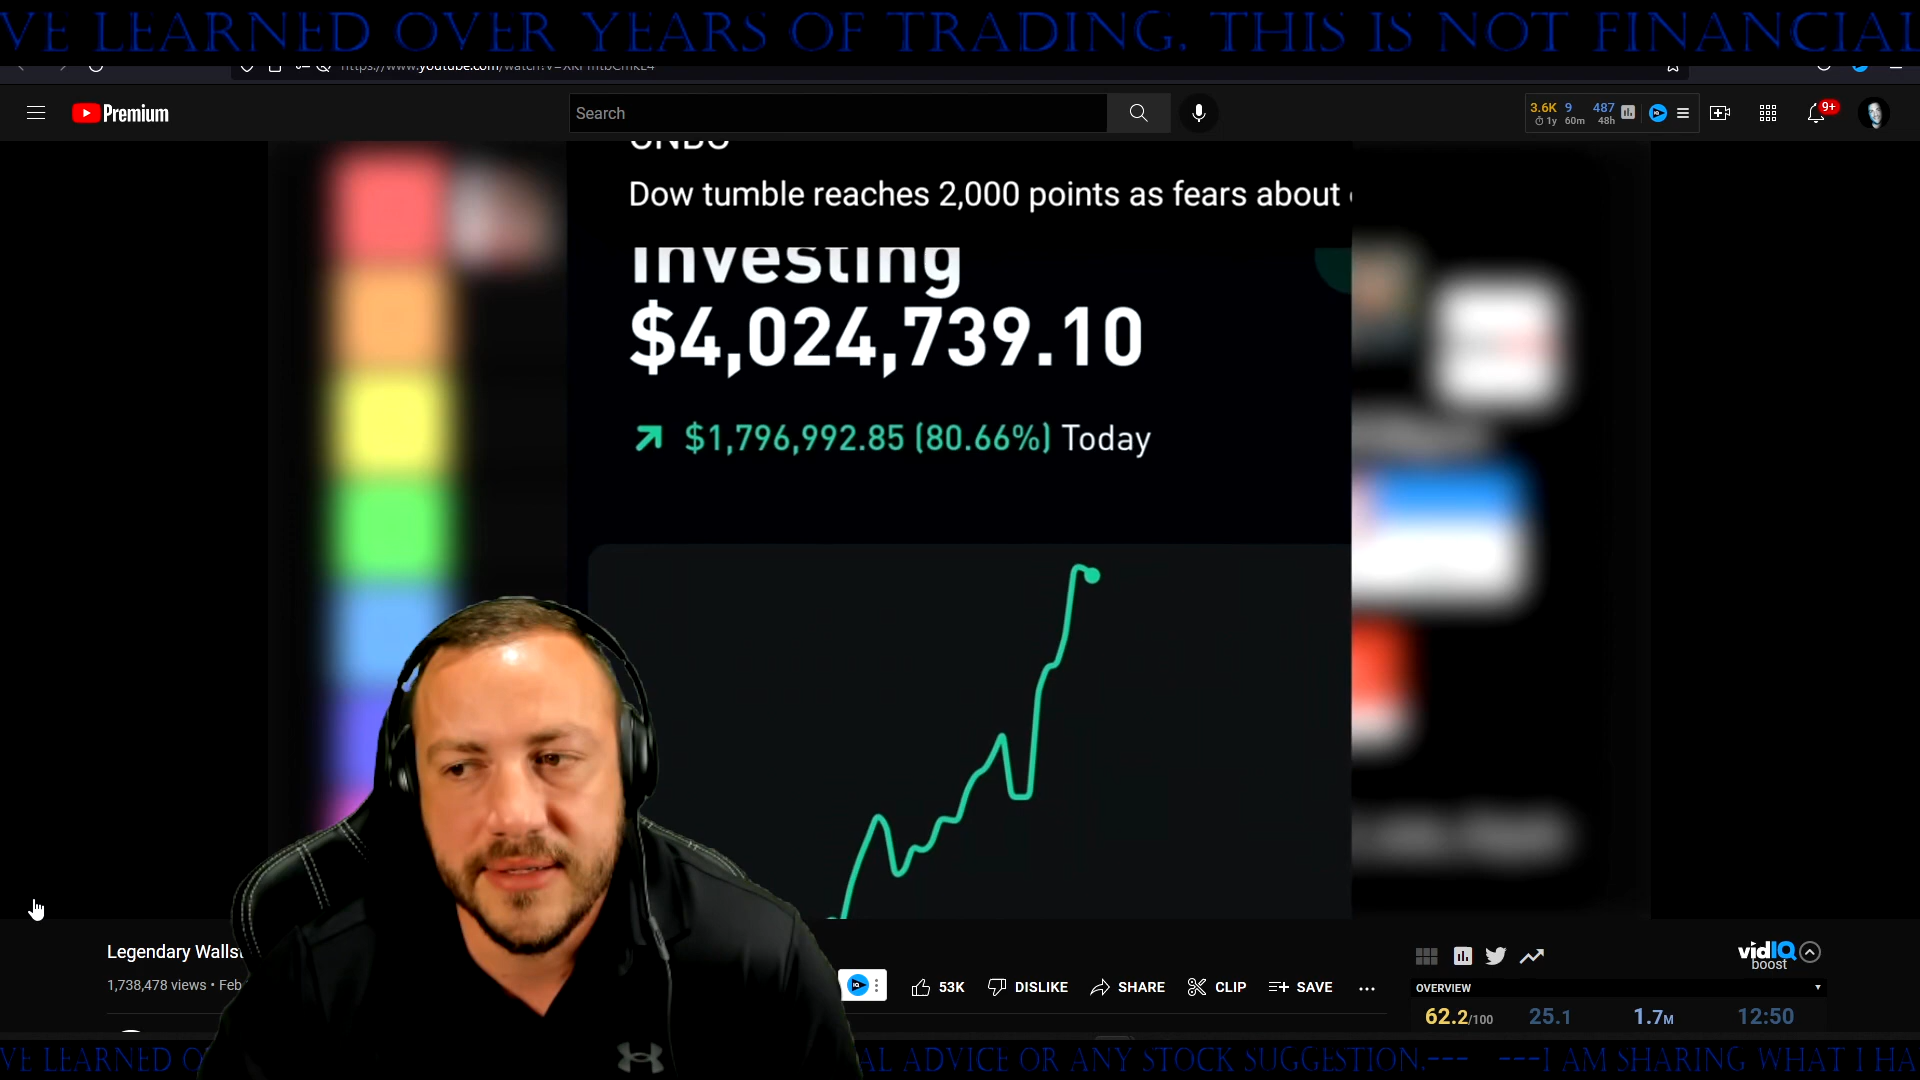 VE LEARNED OVER YEARS OF TRADING. THIS IS NOT FINANCIAL
Premium
Search
3.6K 9 487
1y 60m 48h
9+
CNBC
Dow tumble reaches 2,000 points as fears about
Investing
$4,024,739.10
$1,796,992.85 (80.66%) Today
Legendary Wallst
1,738,478 views • Feb
53K DISLIKE SHARE CLIP SAVE
vidIQ
boost
OVERVIEW
62.2/100 25.1 1.7M 12:50
VE LEARNED O
AL ADVICE OR ANY STOCK SUGGESTION.--- ---I AM SHARING WHAT I HA